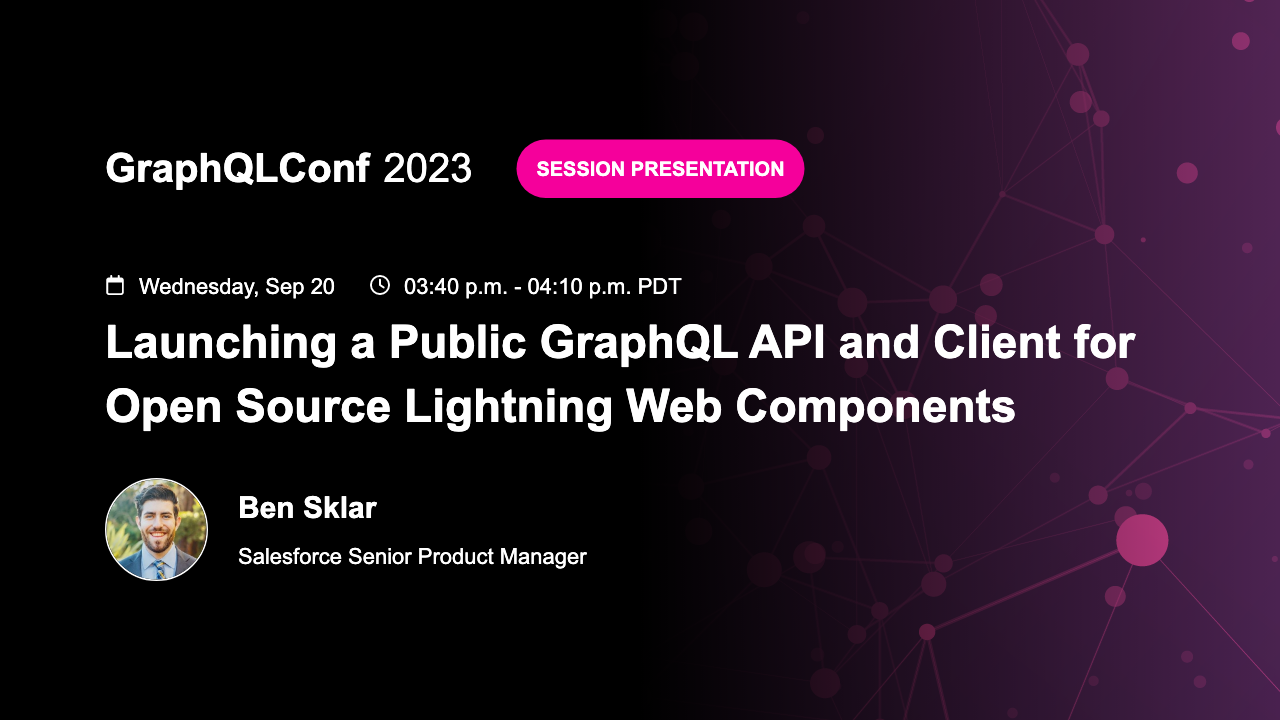 GraphQLConf 2023
SESSION PRESENTATION
Wednesday, Sep 20
03:40 p.m. - 04:10 p.m. PDT
Launching a Public GraphQL API and Client for
Open Source Lightning Web Components
Ben Sklar
Salesforce Senior Product Manager